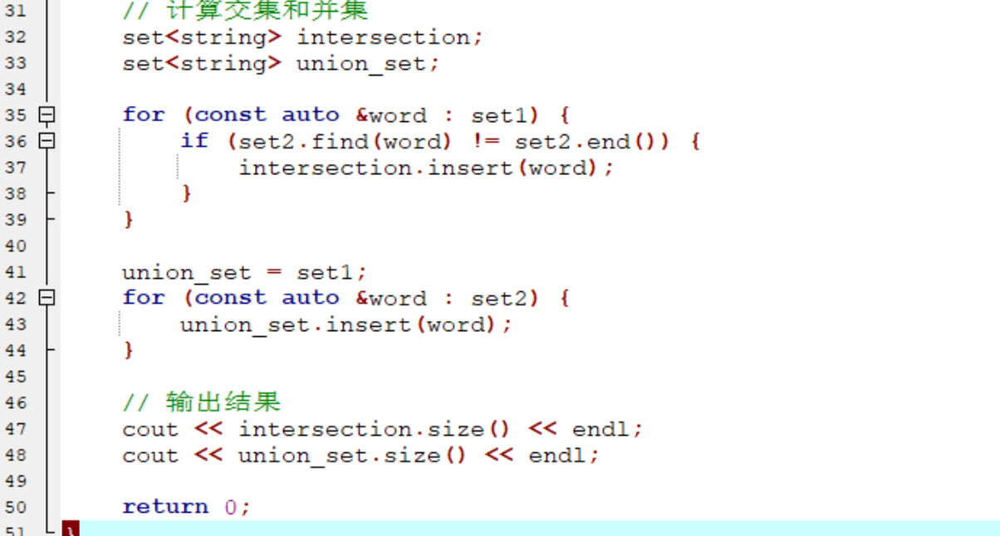 31 // 计算交集和并集
32 set<string> intersection;
33 set<string> union_set;
34
35 for (const auto &word : set1) {
36 if (set2.find(word) != set2.end()) {
37 intersection.insert(word);
38 }
39 }
40
41 union_set = set1;
42 for (const auto &word : set2) {
43 union_set.insert(word);
44 }
45
46 // 输出结果
47 cout << intersection.size() << endl;
48 cout << union_set.size() << endl;
49
50 return 0;
51 }